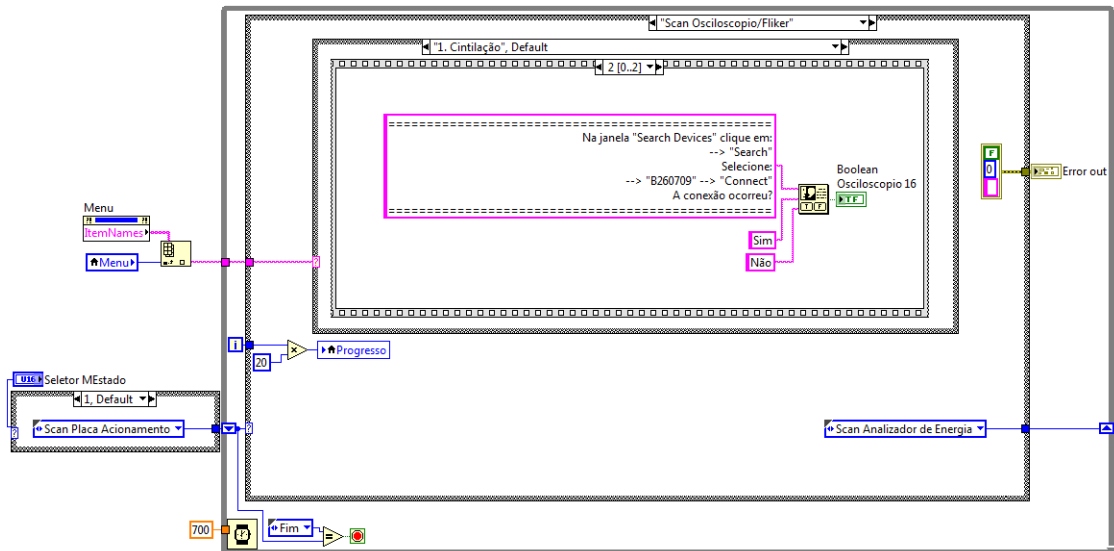 "Scan Osciloscopio/Fliker"
"1. Cintilação", Default
2 [0..2]
==================================================
Na janela "Search Devices" clique em:
--> "Search"
Selecione:
--> "B260709" --> "Connect"
A conexão ocorreu?
==================================================
Boolean
Osciloscopio 16
TF
T F
Sim
Não
F
0
Error out
Menu
ItemNames
Menu
?
i
20
Progresso
U16 Seletor MEstado
1, Default
?
Scan Placa Acionamento
?
Scan Analizador de Energia
700
Fim
=